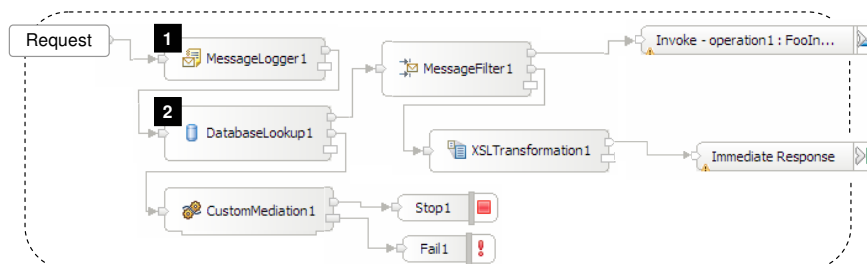 Request
1
MessageLogger1
MessageFilter1
Invoke - operation1 : FooIn...
2
DatabaseLookup1
XSLTransformation1
Immediate Response
CustomMediation1
Stop1
Fail1